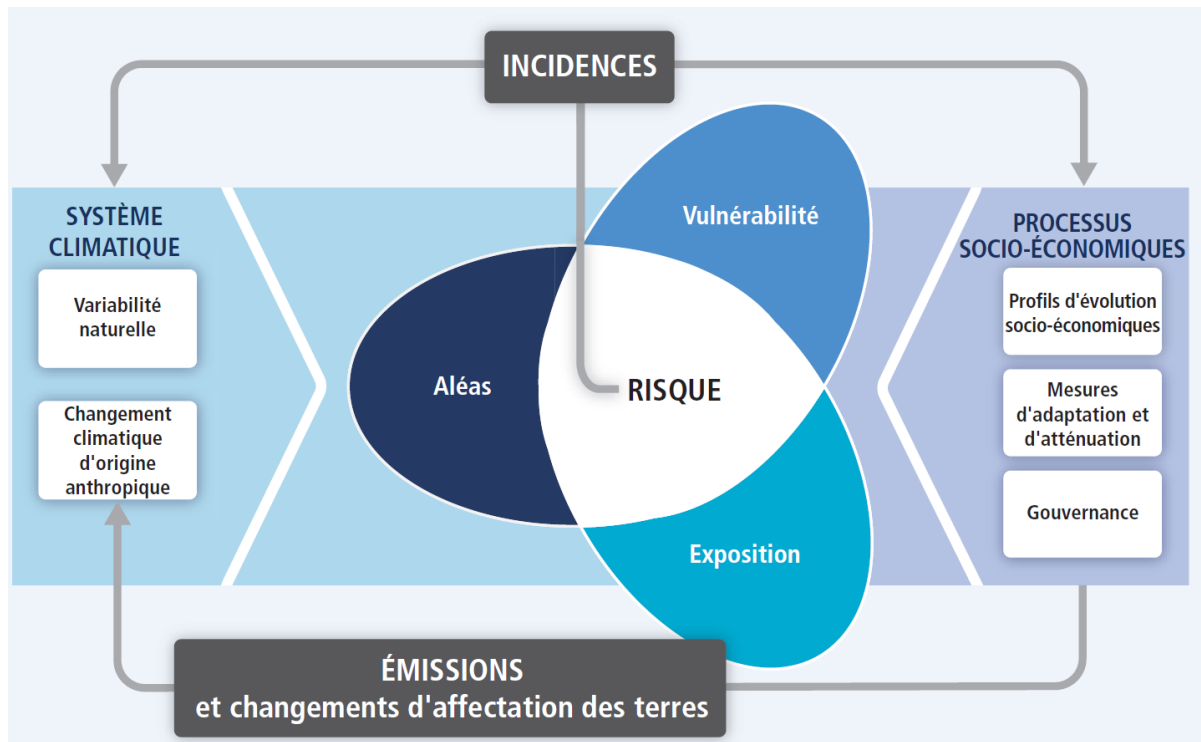 INCIDENCES
SYSTÈME
CLIMATIQUE
Variabilité
naturelle
Changement
climatique
d'origine
anthropique
Vulnérabilité
Aléas
RISQUE
Exposition
PROCESSUS
SOCIO-ÉCONOMIQUES
Profils d'évolution
socio-économiques
Mesures
d'adaptation et
d'atténuation
Gouvernance
ÉMISSIONS
et changements d'affectation des terres